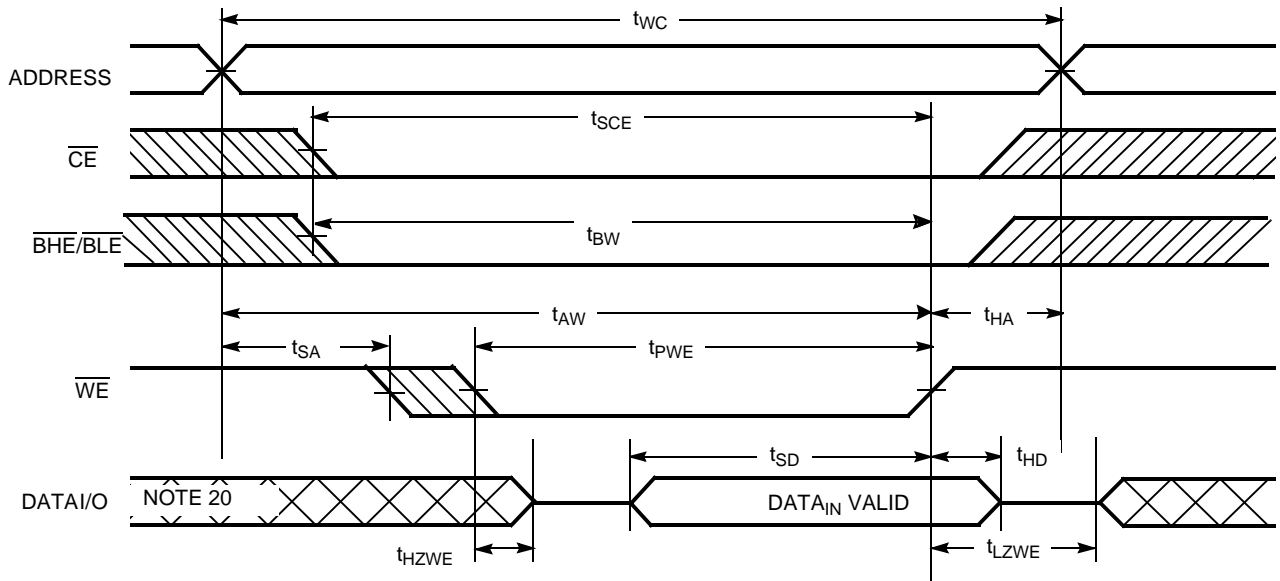 tWC
ADDRESS
tSCE
CE
tBW
BHE/BLE
tAW
tHA
tSA
tPWE
WE
tSD
tHD
DATAI/O
NOTE 20
DATAIN VALID
tHZWE
tLZWE